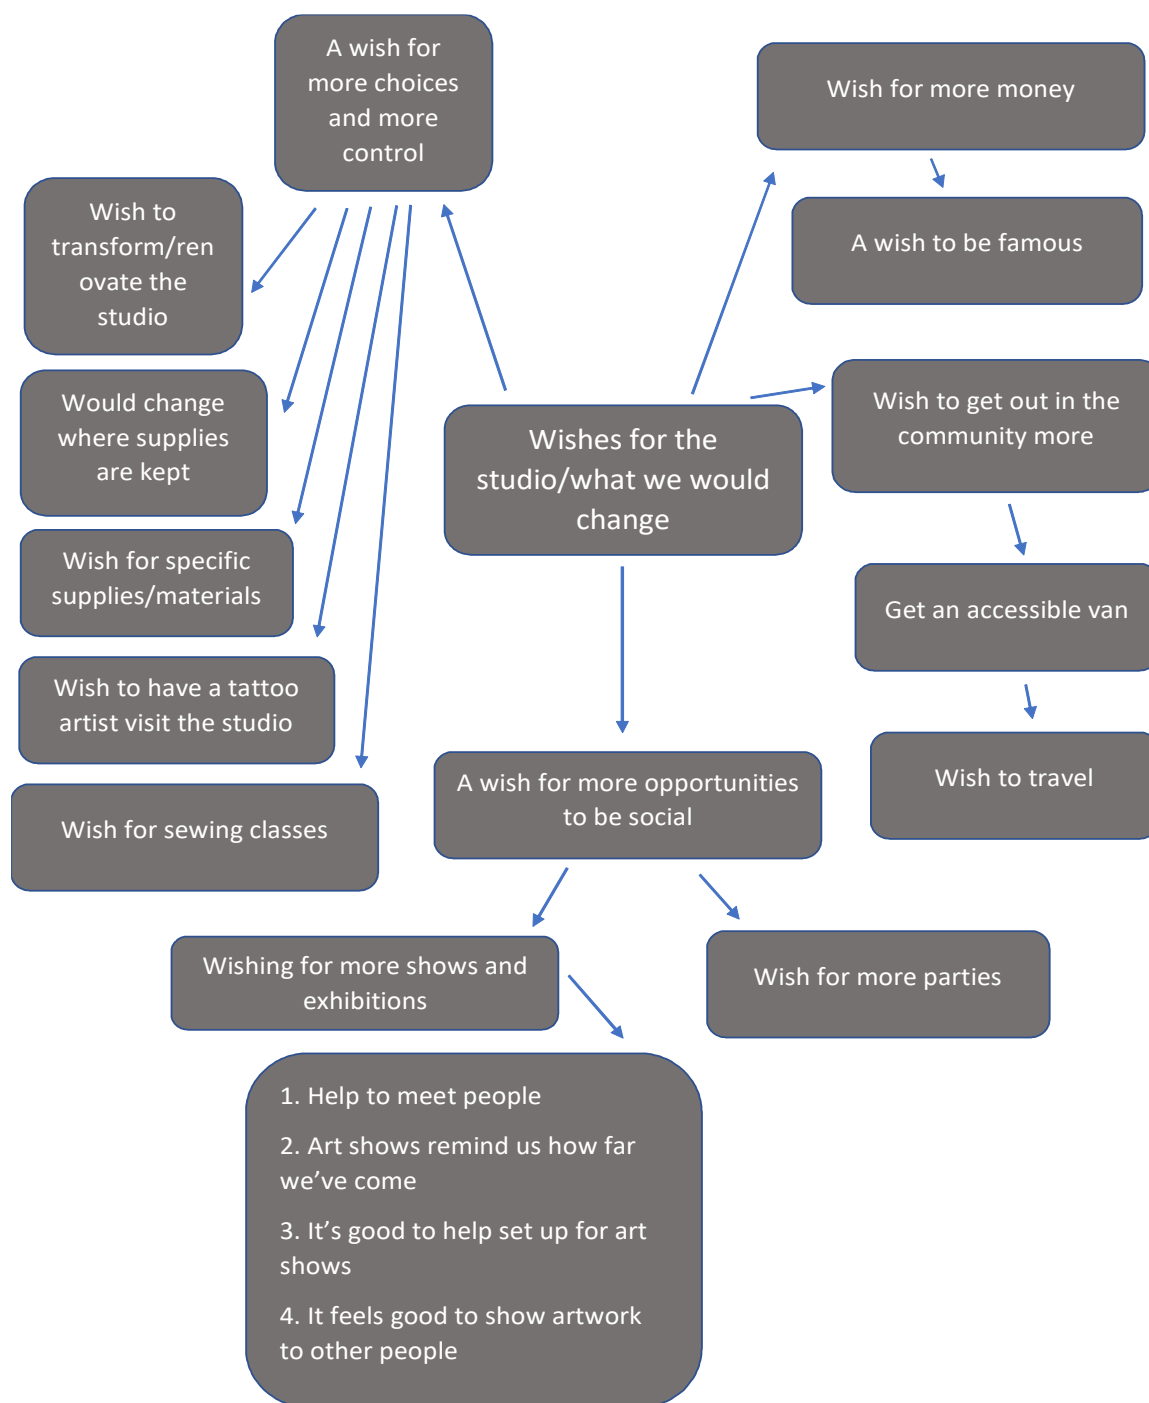 A wish for
more choices
and more
control
Wish for more money
A wish to be famous
Wish to
transform/ren
ovate the
studio
Would change
where supplies
are kept
Wishes for the
studio/what we would
change
Wish to get out in the
community more
Wish for specific
supplies/materials
Get an accessible van
Wish to have a tattoo
artist visit the studio
Wish to travel
Wish for sewing classes
A wish for more opportunities
to be social
Wishing for more shows and
exhibitions
Wish for more parties
1. Help to meet people
2. Art shows remind us how far
we’ve come
3. It’s good to help set up for art
shows
4. It feels good to show artwork
to other people